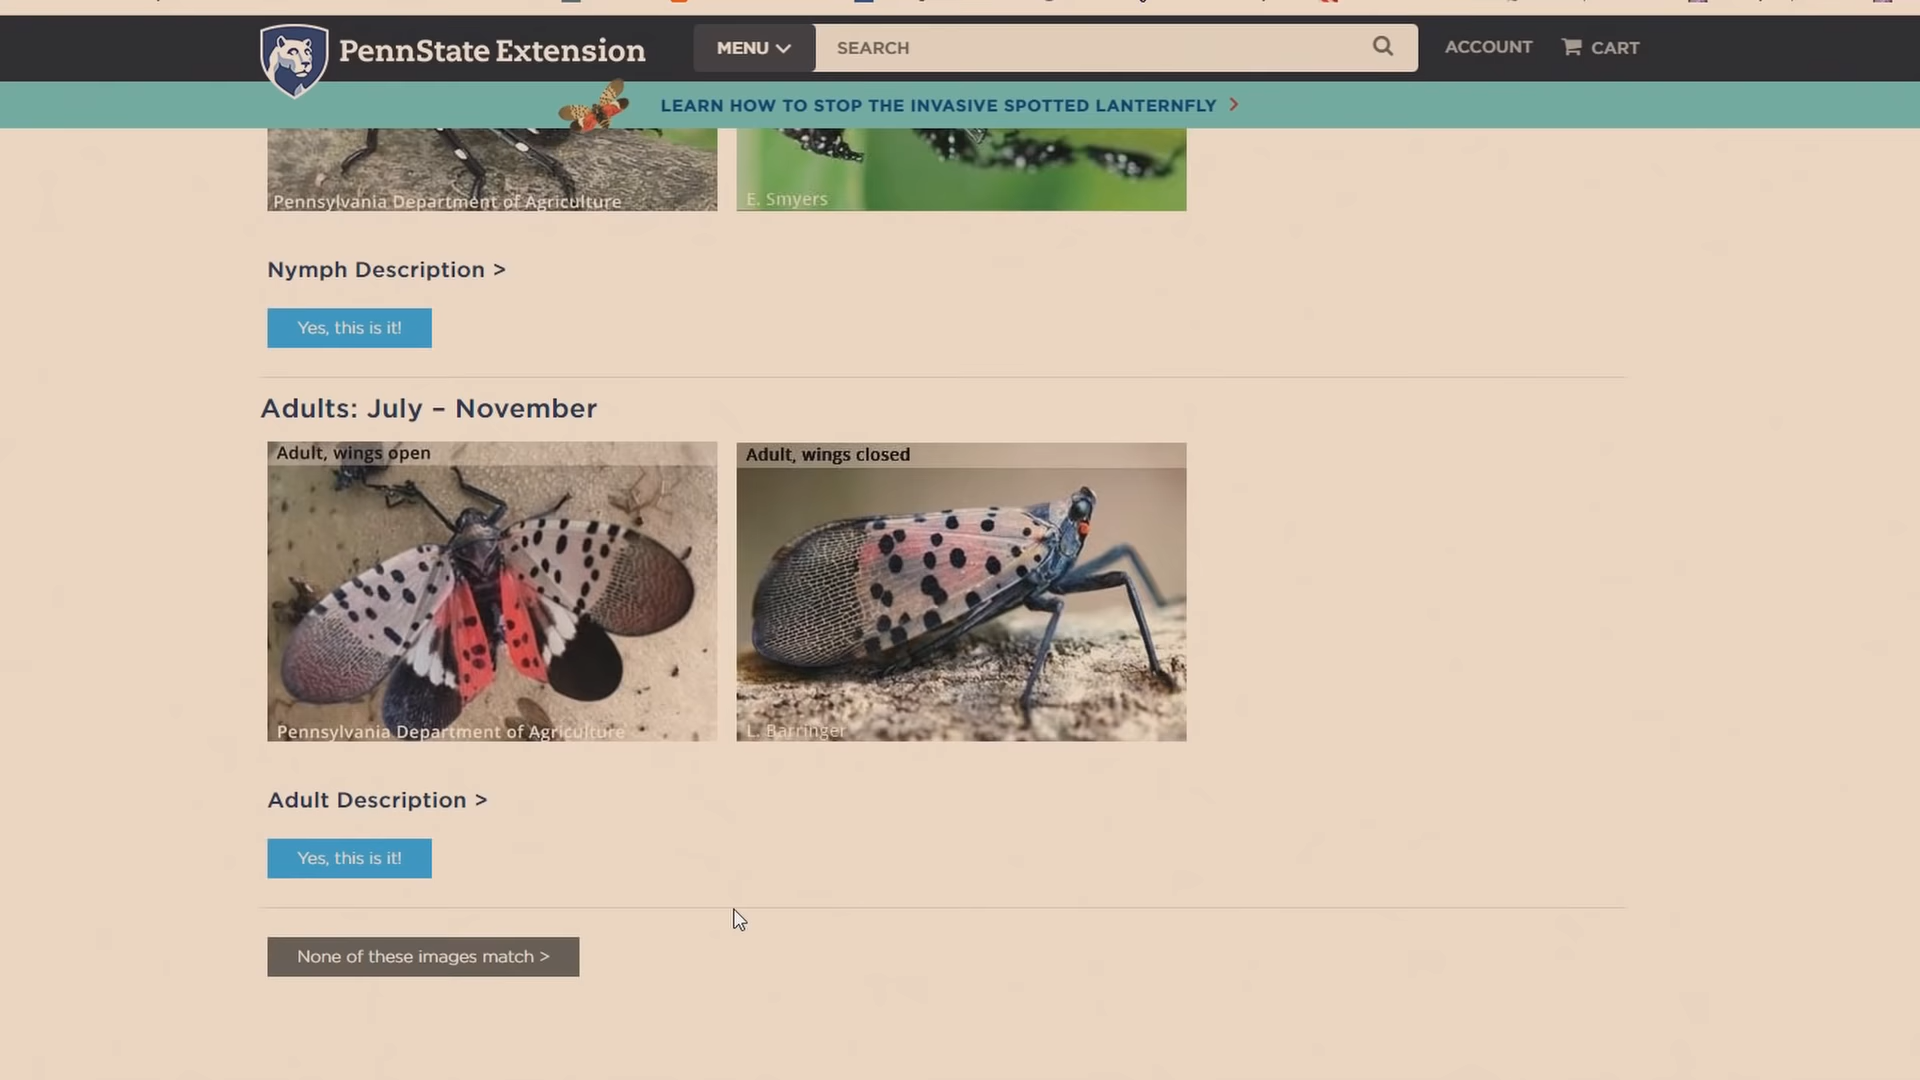 PennState Extension
MENU
SEARCH
ACCOUNT
CART
LEARN HOW TO STOP THE INVASIVE SPOTTED LANTERNFLY >
Pennsylvania Department of Agriculture
E. Smyers
Nymph Description >
Yes, this is it!
Adults: July – November
Adult, wings open
Adult, wings closed
Pennsylvania Department of Agriculture
L. Barringer
Adult Description >
Yes, this is it!
None of these images match >